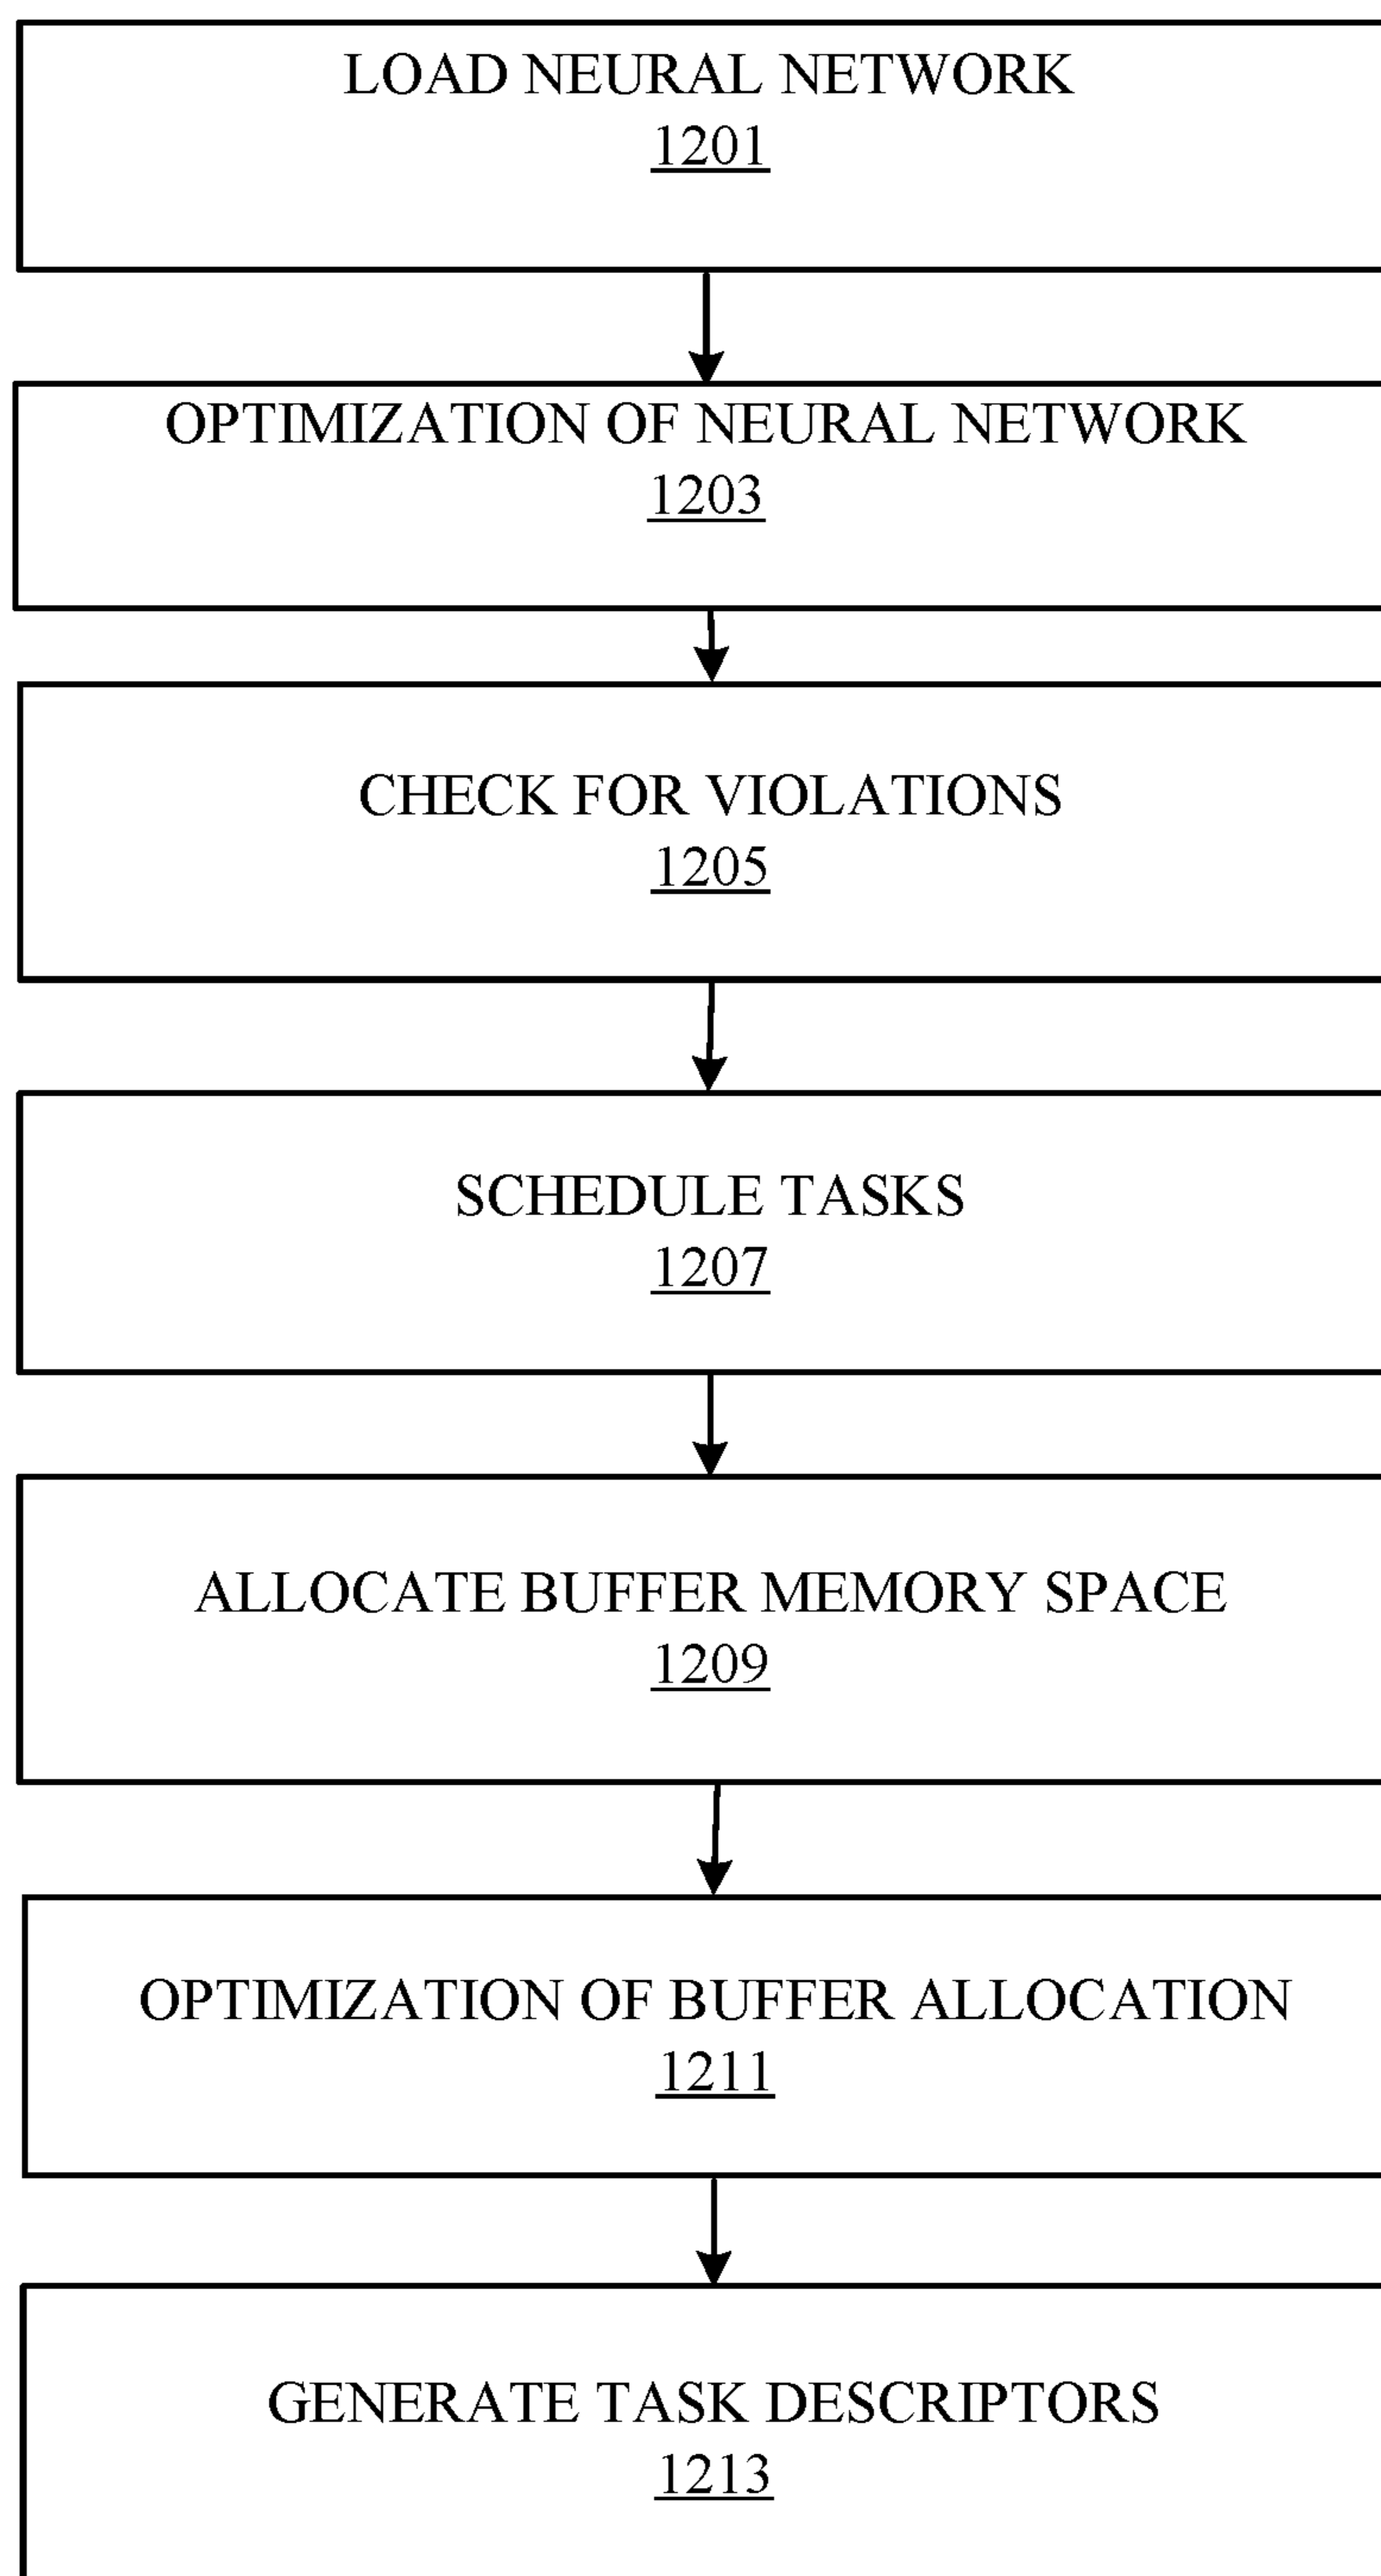 LOAD NEURAL NETWORK
1201
OPTIMIZATION OF NEURAL NETWORK
1203
CHECK FOR VIOLATIONS
1205
SCHEDULE TASKS
1207
ALLOCATE BUFFER MEMORY SPACE
1209
OPTIMIZATION OF BUFFER ALLOCATION
1211
GENERATE TASK DESCRIPTORS
1213